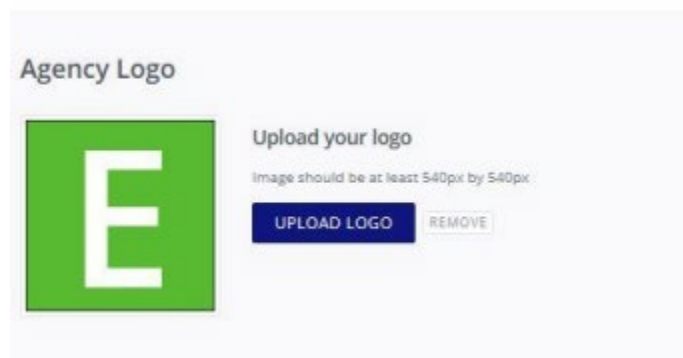 Agency Logo
E
Upload your logo
Image should be at least 540px by 540px
UPLOAD LOGO
REMOVE